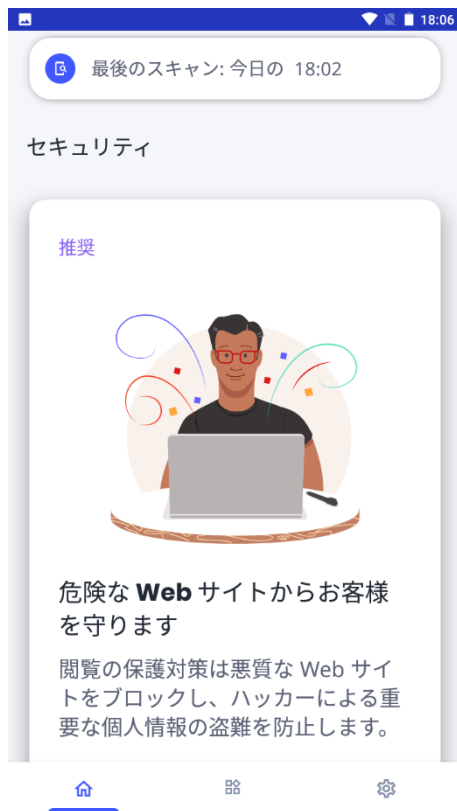 18:06
最後のスキャン: 今日の 18:02
セキュリティ
推奨
危険な Web サイトからお客様
を守ります
閲覧の保護対策は悪質な Web サイ
トをブロックし、ハッカーによる重
要な個人情報の盗難を防止します。